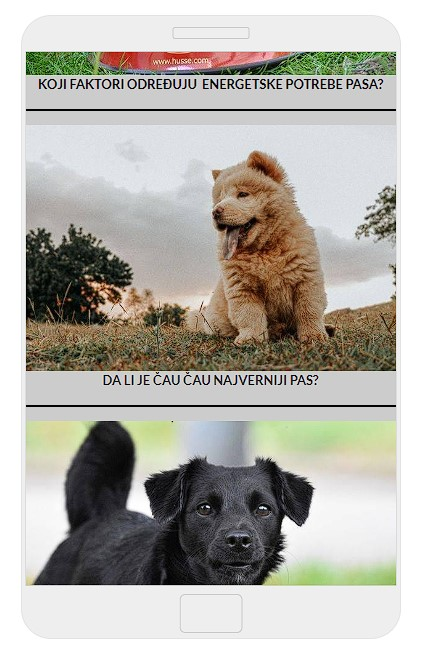 www.husse.com
KOJI FAKTORI ODREĐUJU ENERGETSKE POTREBE PASA?
DA LI JE ČAU ČAU NAJVERNIJI PAS?